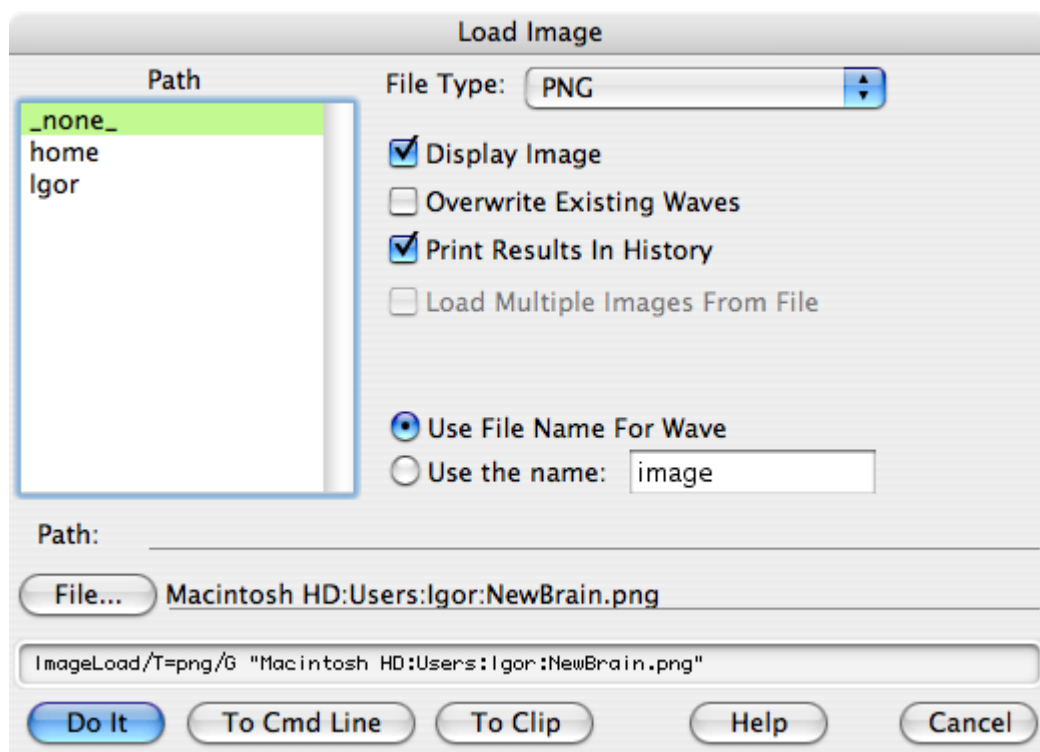 Load Image
Path
_none_
home
Igor
File Type: PNG
Display Image
Overwrite Existing Waves
Print Results In History
Load Multiple Images From File
Use File Name For Wave
Use the name: image
Path:
File... Macintosh HD:Users:Igor:NewBrain.png
ImageLoad/T=png/G "Macintosh HD:Users:Igor:NewBrain.png"
Do It To Cmd Line To Clip Help Cancel